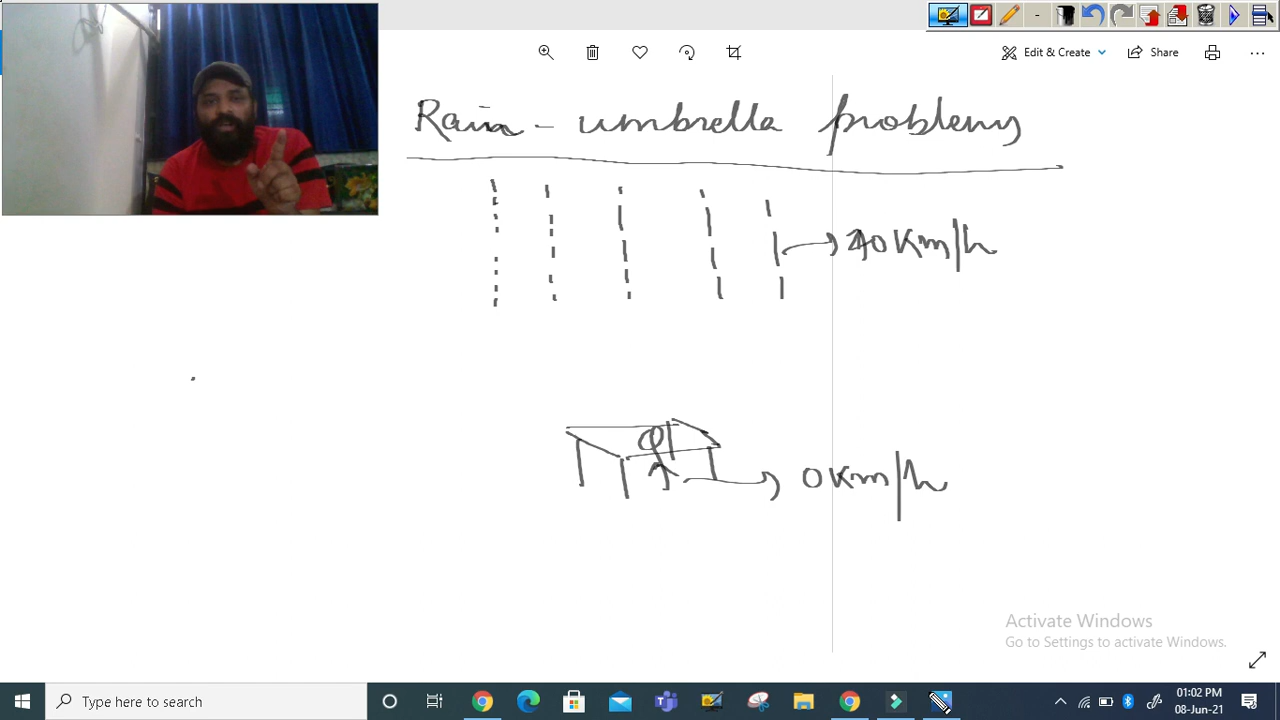 Edit & Create
Share
Rain - umbrella problems
40 Km/h
0 Km/h
Activate Windows
Go to Settings to activate Windows.
Type here to search
01:02 PM
08-Jun-21